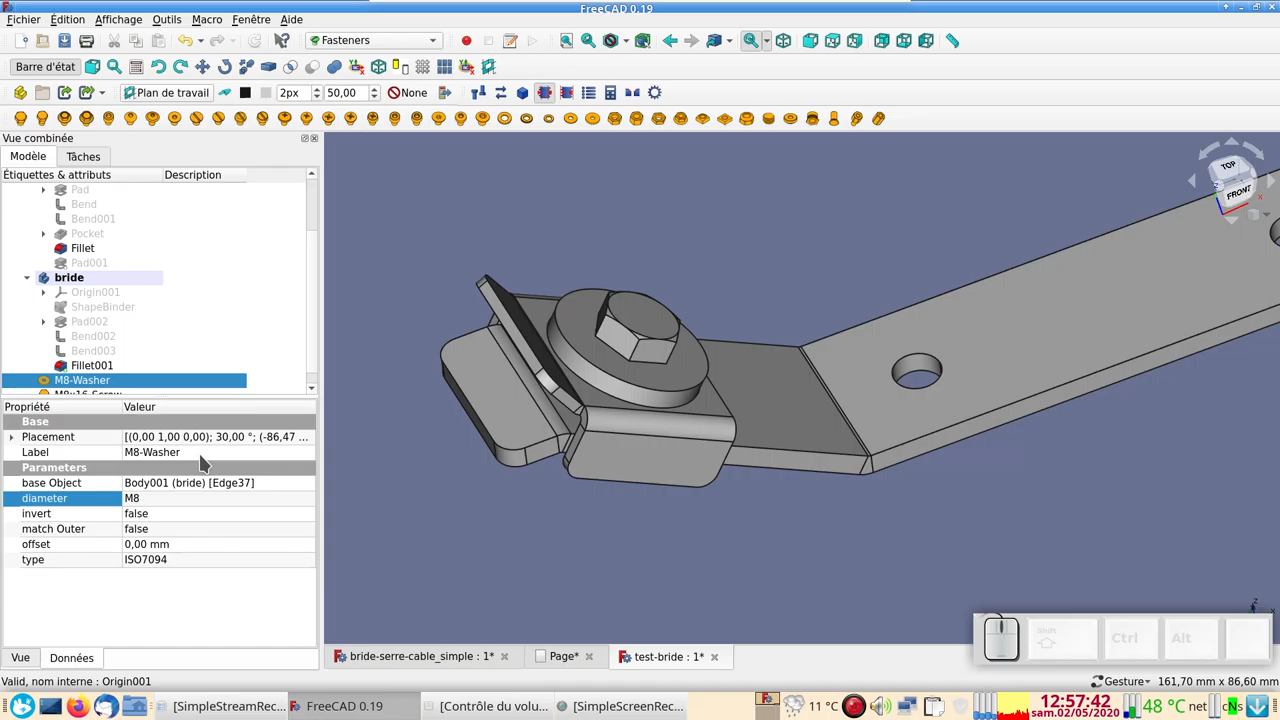 FreeCAD 0.19
Fichier Édition Affichage Outils Macro Fenêtre Aide
Fasteners
Barre d'état
Plan de travail 2px 50,00 None
Vue combinée
Modèle Tâches
Étiquettes & attributs Description
Pad
Bend
Bend001
Pocket
Fillet
Pad001
bride
Origin001
ShapeBinder
Pad002
Bend002
Bend003
Fillet001
M8-Washer
M8x16-Screw
Propriété Valeur
Base
Placement [(0,00 1,00 0,00); 30,00 °; (-86,47 ...
Label M8-Washer
Parameters
base Object Body001 (bride) [Edge37]
diameter M8
invert false
match Outer false
offset 0,00 mm
type ISO7094
TOP
FRONT
X
Z
Shift Ctrl Alt
Vue Données
bride-serre-cable_simple : 1* Page* test-bride : 1*
Valid, nom interne : Origin001 Gesture 161,70 mm x 86,60 mm
[SimpleStreamRec... FreeCAD 0.19 [Contrôle du volu... [SimpleScreenRec...
11 °C 12:57:42 sam.02/05/2020 48 °C net cNs